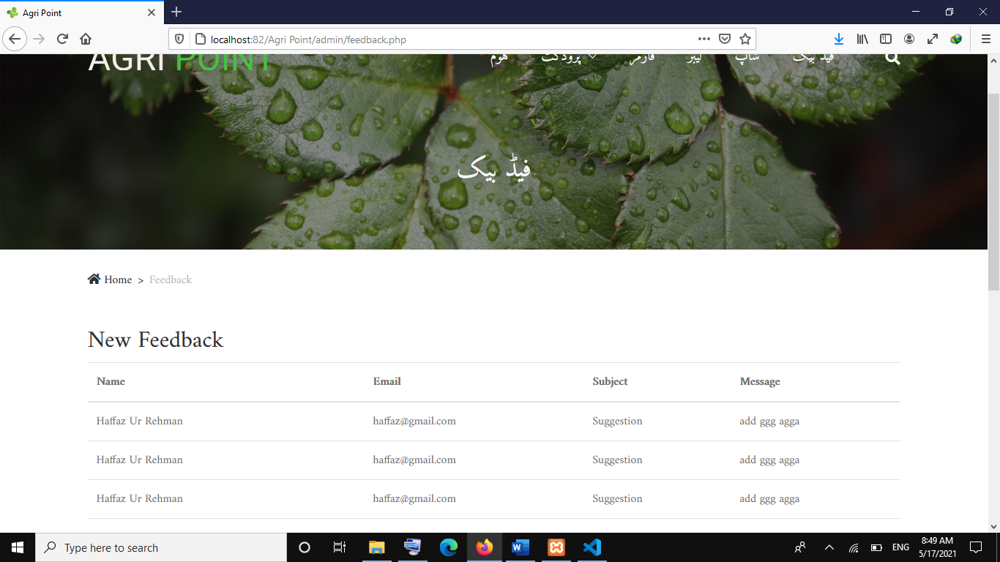 Agri Point
localhost:82/Agri Point/admin/feedback.php
AGRI POINT
ہوم پروڈکٹ فارمر لیبر شاپ فیڈ بیک
فیڈ بیک
Home > Feedback
New Feedback
Name Email Subject Message
Haffaz Ur Rehman haffaz@gmail.com Suggestion add ggg agga
Haffaz Ur Rehman haffaz@gmail.com Suggestion add ggg agga
Haffaz Ur Rehman haffaz@gmail.com Suggestion add ggg agga
Type here to search
ENG
8:49 AM
5/17/2021